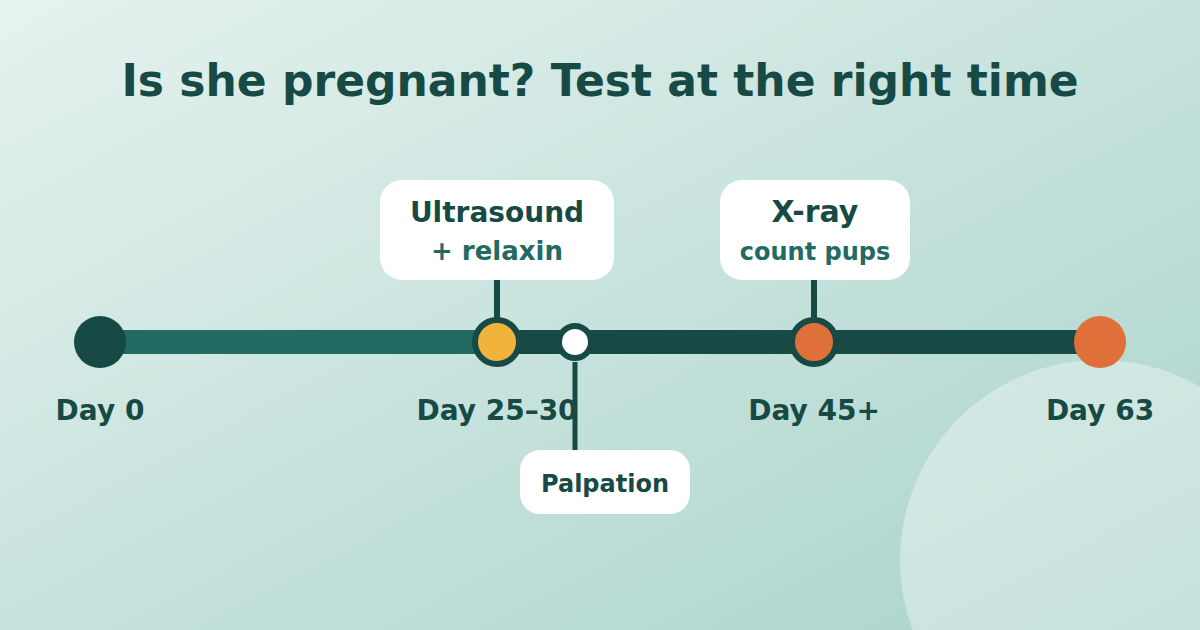 Is she pregnant? Test at the right time
Ultrasound
+ relaxin
X-ray
count pups
Day 0
Day 25–30
Day 45+
Day 63
Palpation